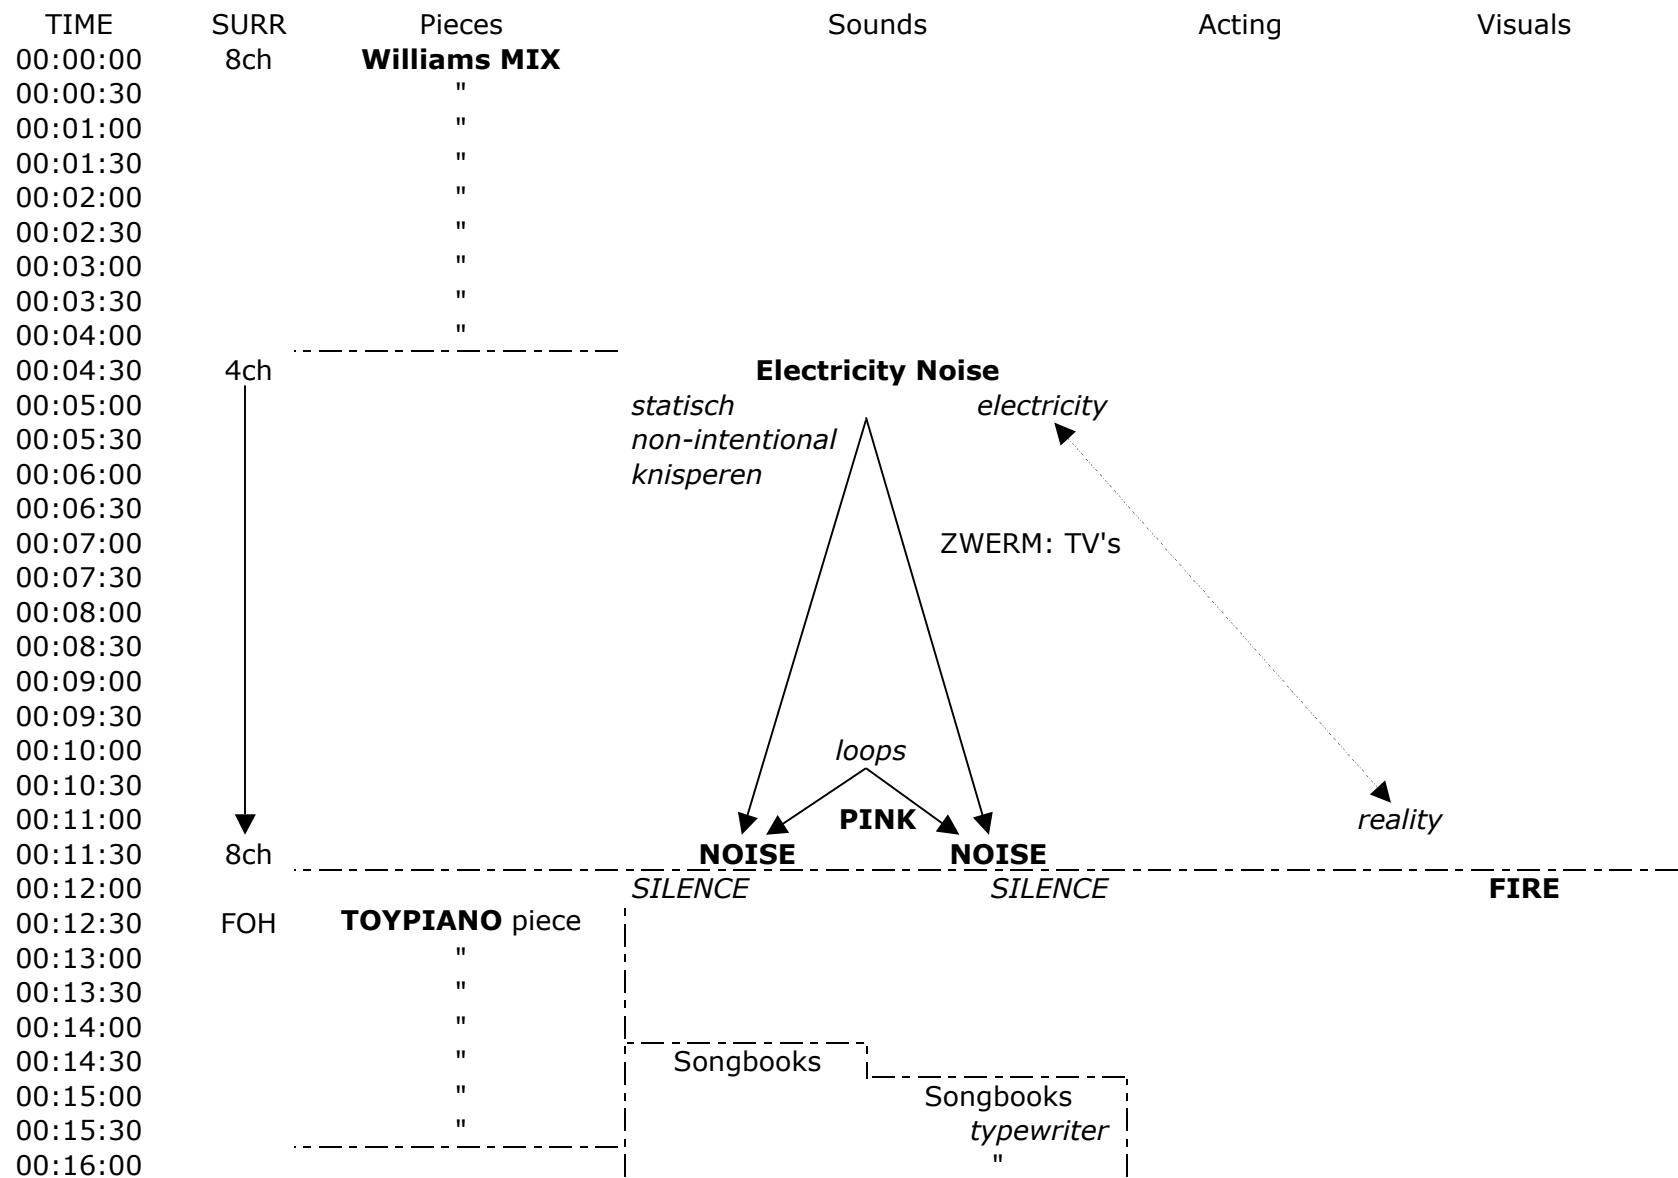 TIME SURR Pieces Sounds Acting Visuals
00:00:00 8ch Williams MIX
00:00:30 "
00:01:00 "
00:01:30 "
00:02:00 "
00:02:30 "
00:03:00 "
00:03:30 "
00:04:00 "
00:04:30 4ch Electricity Noise
00:05:00 statisch electricity
00:05:30 non-intentional
00:06:00 knisperen
00:06:30
00:07:00 ZWERM: TV's
00:07:30
00:08:00
00:08:30
00:09:00
00:09:30
00:10:00 loops
00:10:30
00:11:00 PINK reality
00:11:30 8ch NOISE NOISE
00:12:00 SILENCE SILENCE FIRE
00:12:30 FOH TOYPIANO piece
00:13:00 "
00:13:30 "
00:14:00 "
00:14:30 " Songbooks
00:15:00 " Songbooks
00:15:30 " typewriter
00:16:00 "